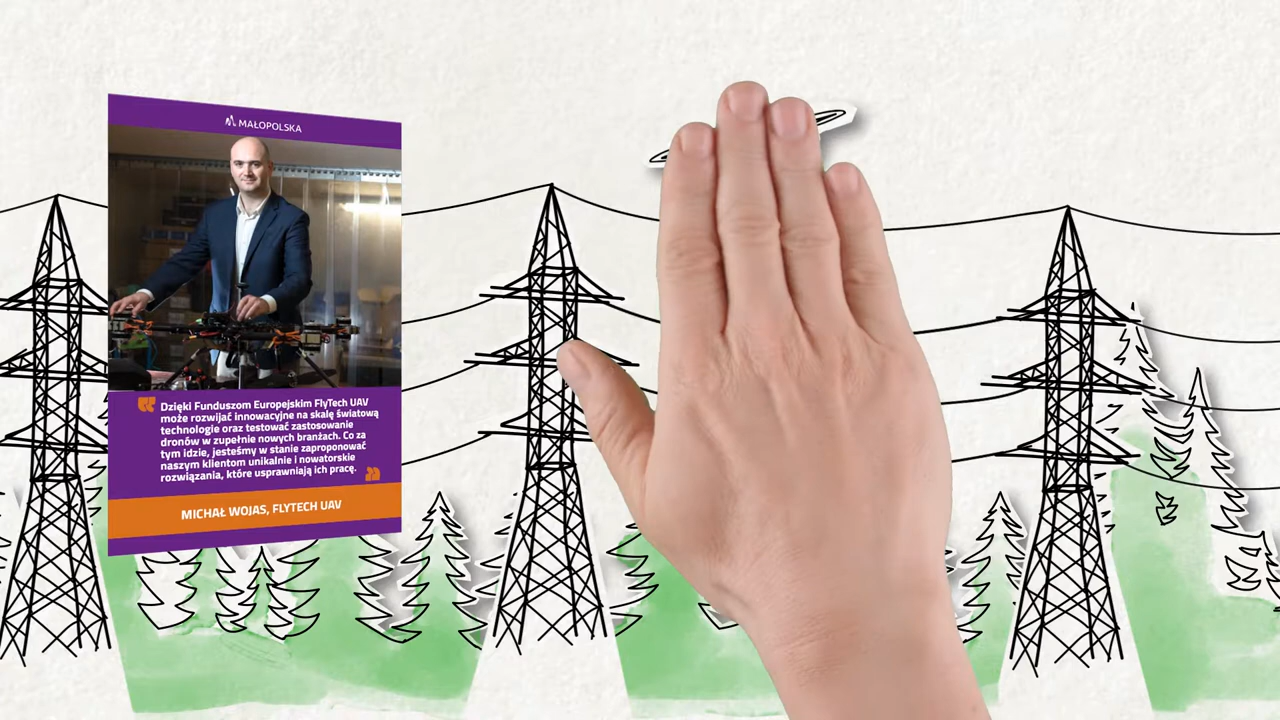 MAŁOPOLSKA
Dzięki Funduszom Europejskim FlyTech UAV
może rozwijać innowacyjne na skalę światową
technologie oraz testować zastosowanie
dronów w zupełnie nowych branżach. Co za
tym idzie, jesteśmy w stanie zaproponować
naszym klientom unikalnie i nowatorskie
rozwiązania, które usprawniają ich pracę.
MICHAŁ WOJAS, FLYTECH UAV